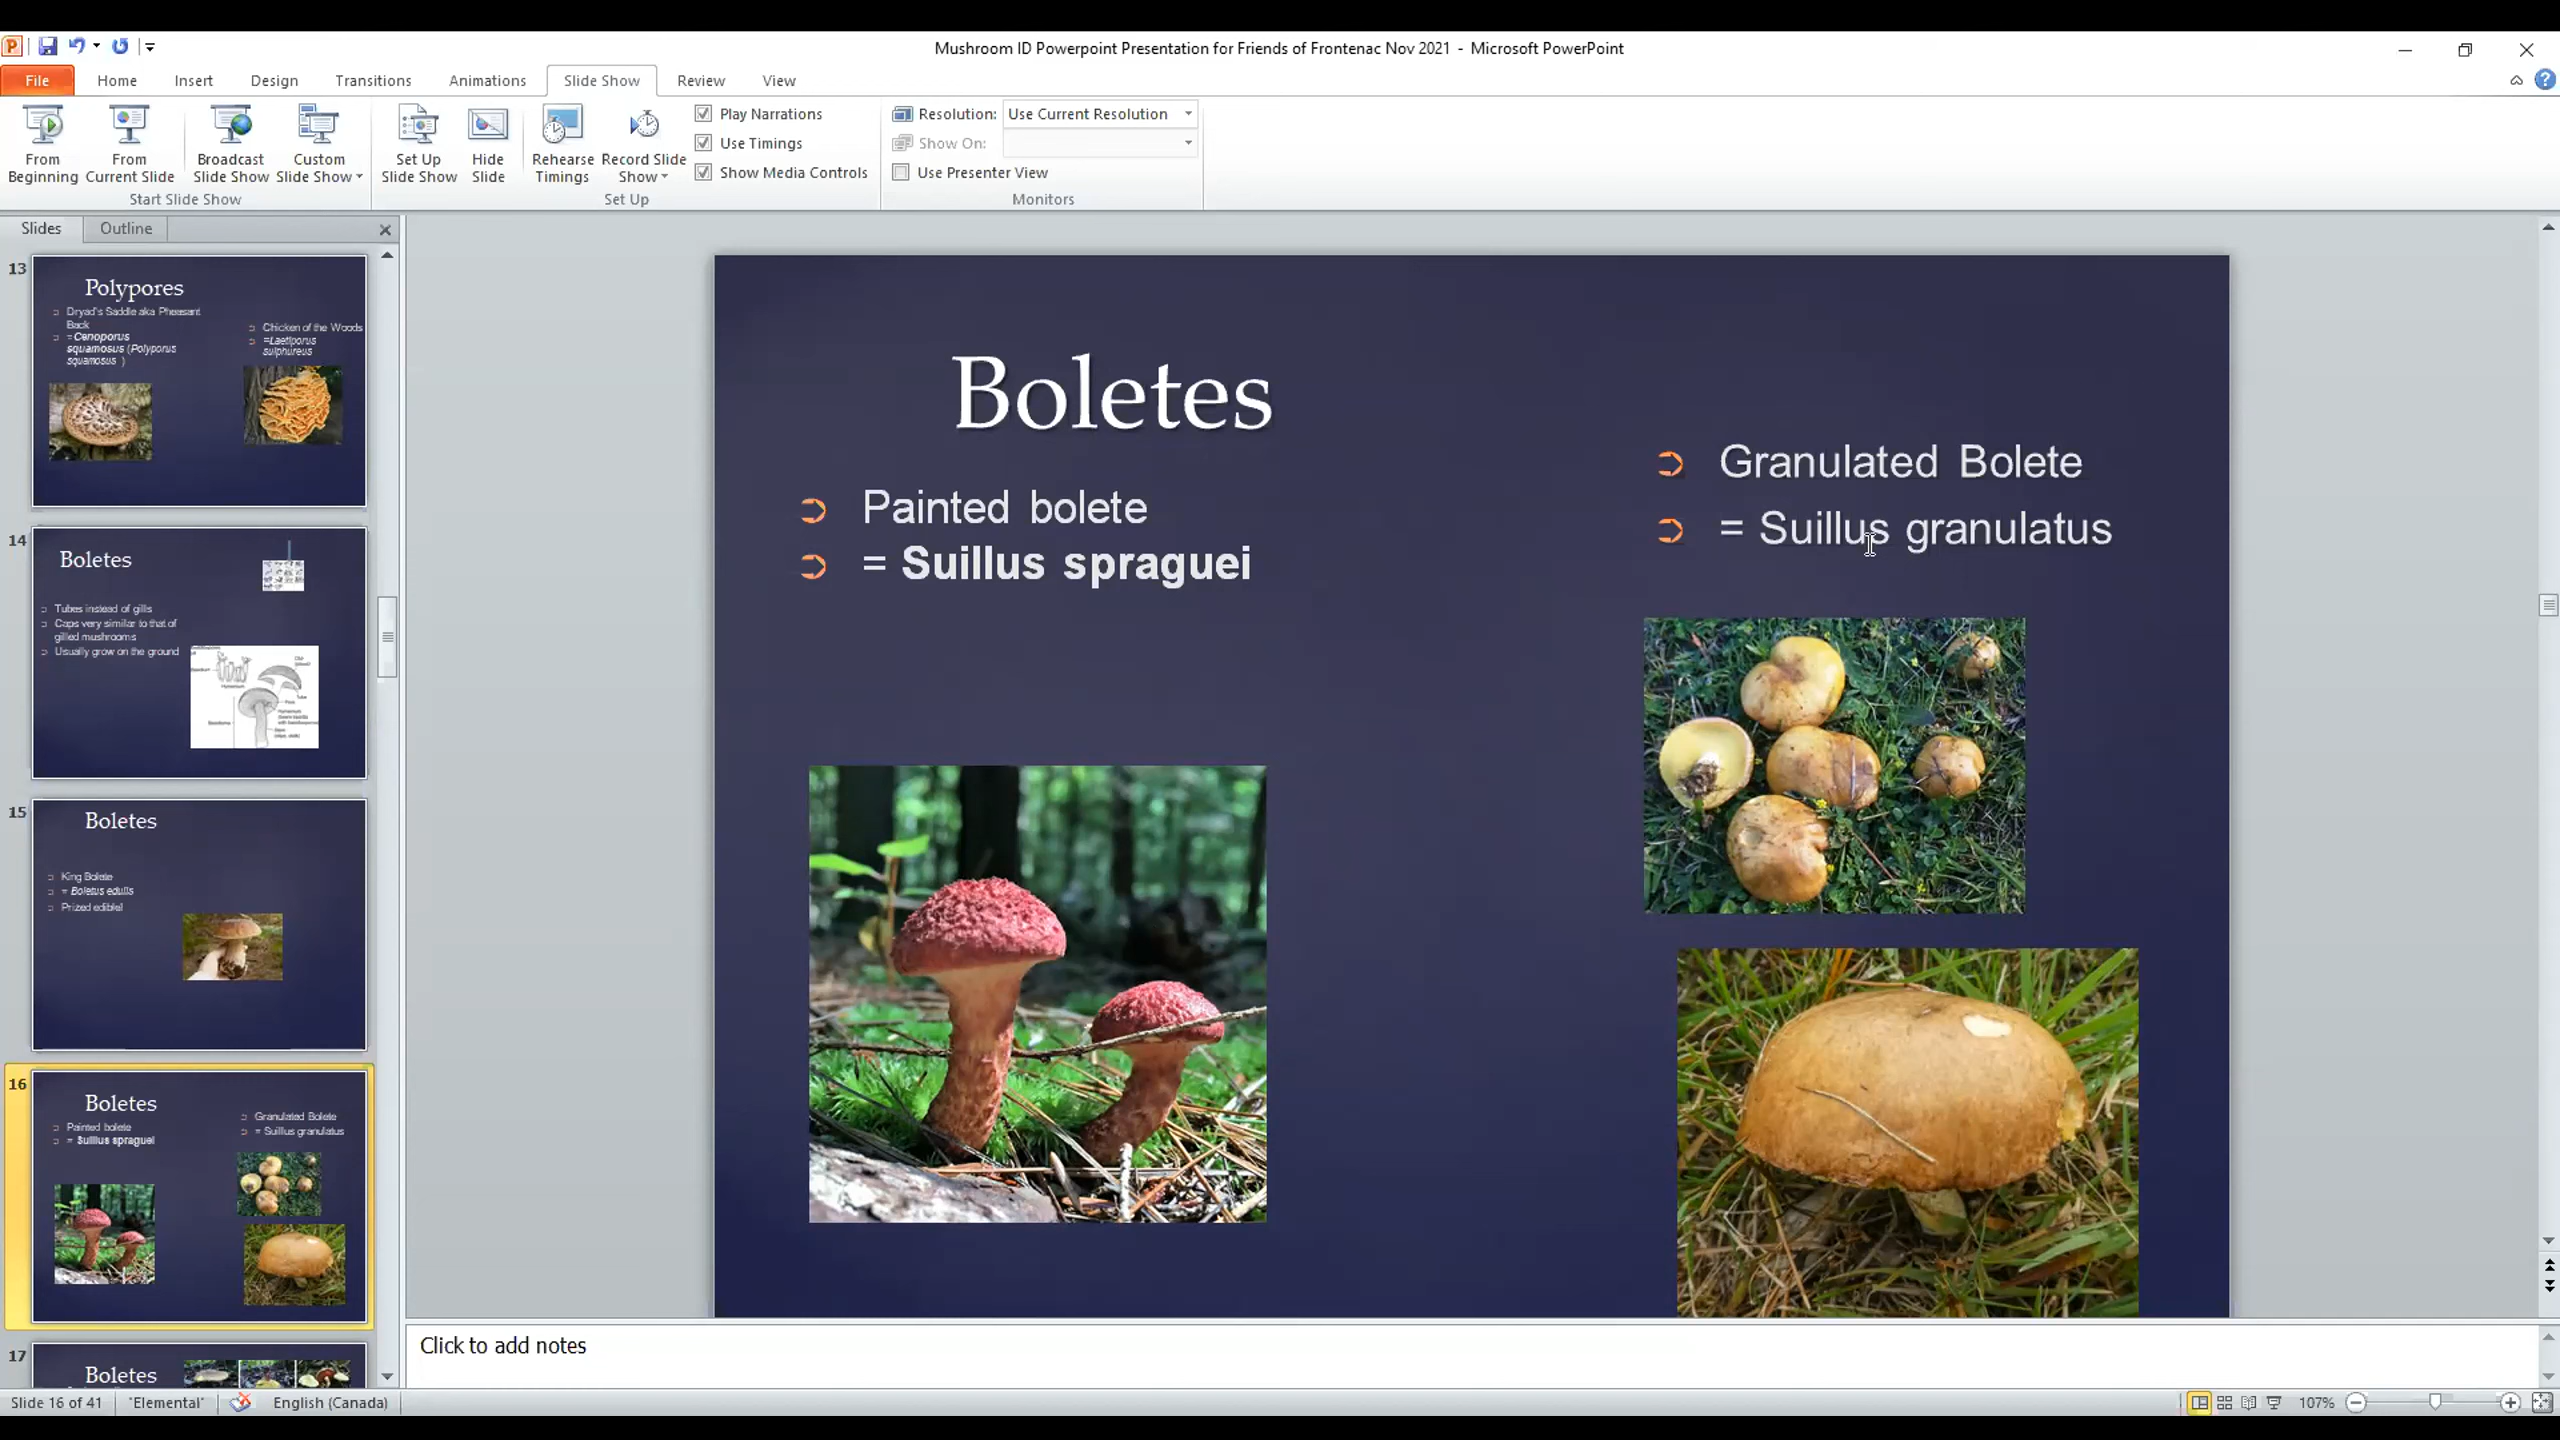 Mushroom ID Powerpoint Presentation for Friends of Frontenac Nov 2021 - Microsoft PowerPoint
File Home Insert Design Transitions Animations Slide Show Review View
From Beginning
From Current Slide
Broadcast Slide Show
Custom Slide Show
Start Slide Show
Set Up Slide Show
Hide Slide
Rehearse Timings
Record Slide Show
Play Narrations
Use Timings
Show Media Controls
Set Up
Resolution: Use Current Resolution
Show On:
Use Presenter View
Monitors
Slides Outline
13
Polypores
Dryad's Saddle aka Pheasant
Back
= Cerioporus
squamosus (Polyporus
squamosus )
Chicken of the Woods
=Laetiporus
sulphureus
14
Boletes
Tubes instead of gills
Caps very similar to that of
gilled mushrooms
Usually grow on the ground
15
Boletes
King Bolete
= Boletus edulis
Prized edible!
16
Boletes
Painted bolete
= Suillus spraguei
Granulated Bolete
= Suillus granulatus
17
Boletes
Boletes
Painted bolete
= Suillus spraguei
Granulated Bolete
= Suillus granulatus
Click to add notes
Slide 16 of 41 "Elemental" English (Canada) 107%